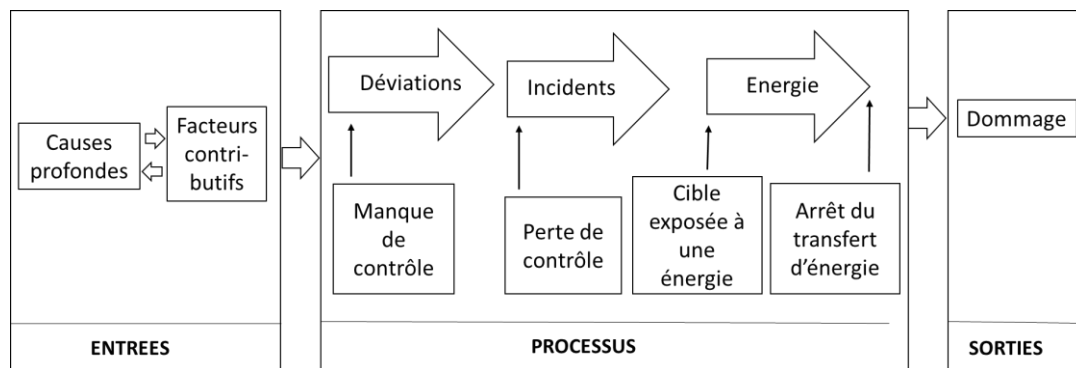 Causes
profondes
Facteurs
contri-
butifs
ENTREES
Déviations
Incidents
Energie
Manque
de
contrôle
Perte de
contrôle
Cible
exposée à
une
énergie
Arrêt du
transfert
d'énergie
PROCESSUS
Dommage
SORTIES